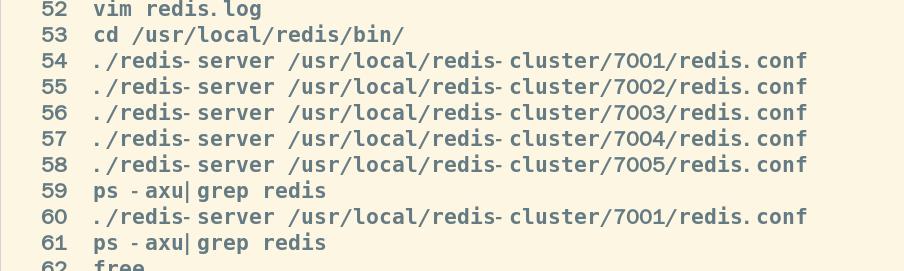 52 vim redis.log
53 cd /usr/local/redis/bin/
54 ./redis-server /usr/local/redis-cluster/7001/redis.conf
55 ./redis-server /usr/local/redis-cluster/7002/redis.conf
56 ./redis-server /usr/local/redis-cluster/7003/redis.conf
57 ./redis-server /usr/local/redis-cluster/7004/redis.conf
58 ./redis-server /usr/local/redis-cluster/7005/redis.conf
59 ps -axu|grep redis
60 ./redis-server /usr/local/redis-cluster/7001/redis.conf
61 ps -axu|grep redis
62 free